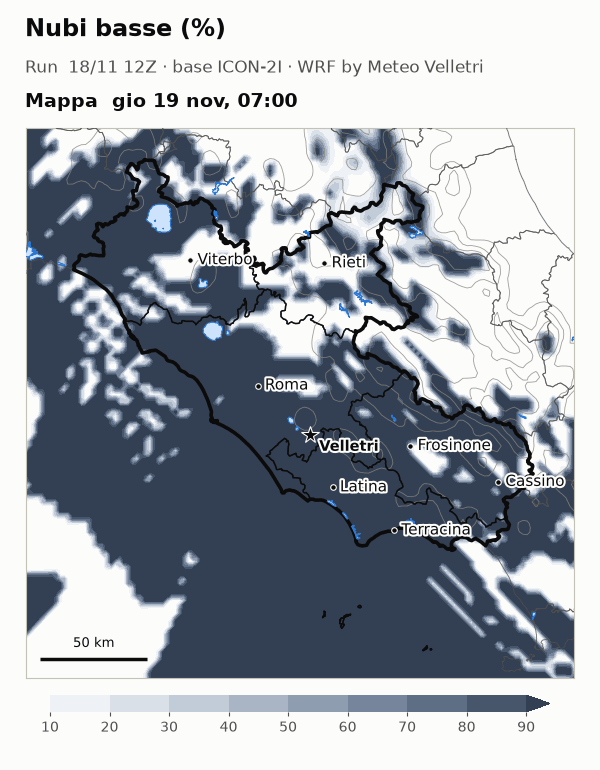 Nubi basse (%)
Run  18/11 12Z · base ICON-2I · WRF by Meteo Velletri
Mappa  gio 19 nov, 07:00
Viterbo
Rieti
Roma
Velletri
Frosinone
Cassino
Latina
Terracina
50 km
10 20 30 40 50 60 70 80 90